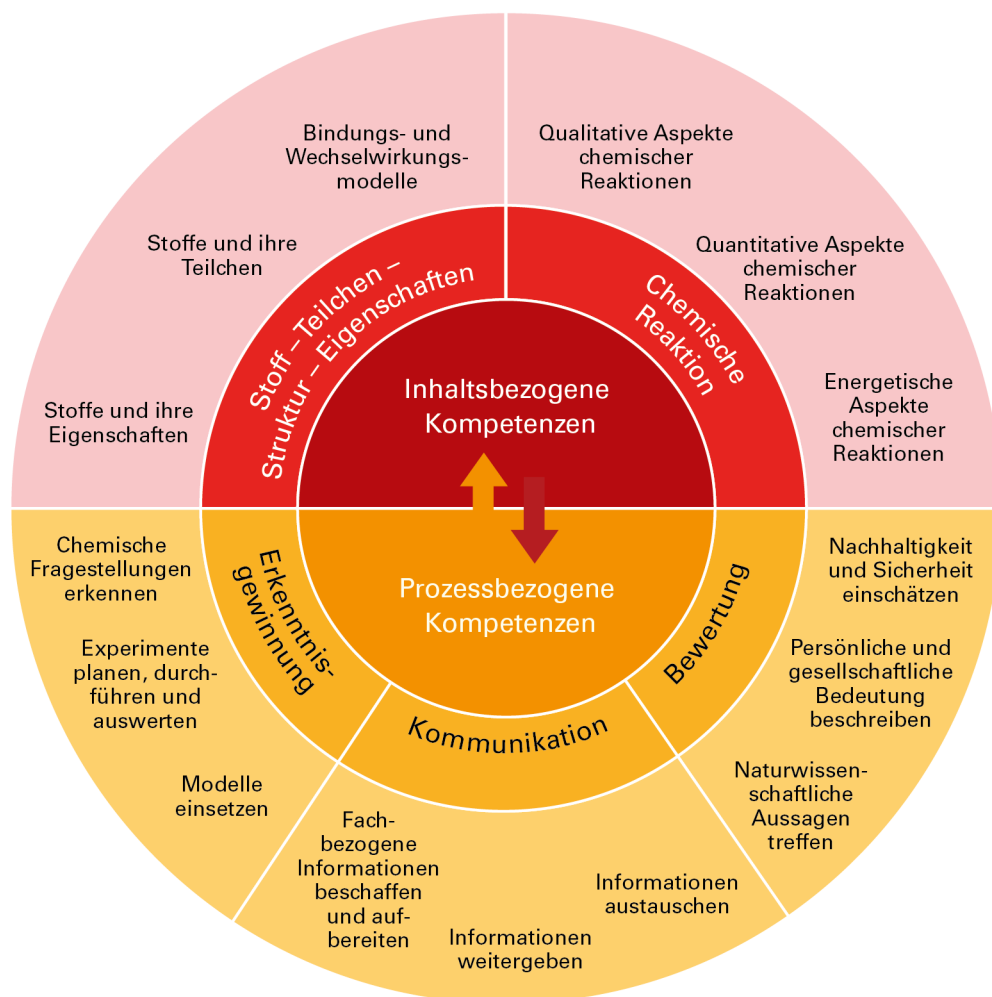 Bindungs- und
Wechselwirkungs-
modelle
Qualitative Aspekte
chemischer
Reaktionen
Stoffe und ihre
Teilchen
Quantitative Aspekte
chemischer
Reaktionen
Stoffe und ihre
Eigenschaften
Energetische
Aspekte
chemischer
Reaktionen
Stoff – Teilchen –
Struktur – Eigenschaften
Chemische
Reaktion
Inhaltsbezogene
Kompetenzen
Prozessbezogene
Kompetenzen
Erkenntnis-
gewinnung
Kommunikation
Bewertung
Chemische
Fragestellungen
erkennen
Experimente
planen, durch-
führen und
auswerten
Modelle
einsetzen
Fach-
bezogene
Informationen
beschaffen
und auf-
bereiten
Informationen
weitergeben
Informationen
austauschen
Nachhaltigkeit
und Sicherheit
einschätzen
Persönliche und
gesellschaftliche
Bedeutung
beschreiben
Naturwissen-
schaftliche
Aussagen
treffen